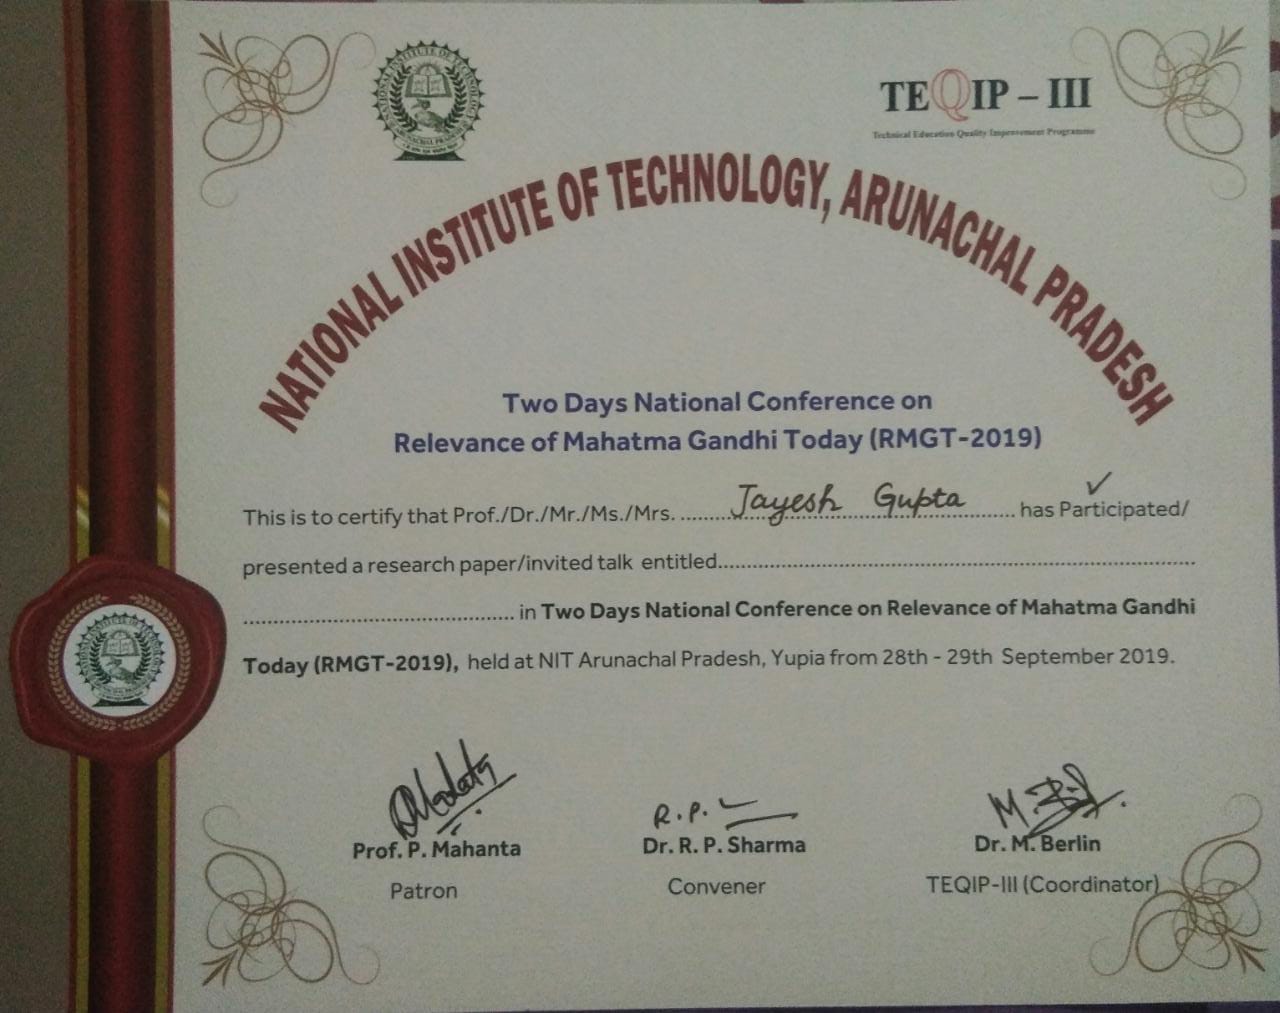 TEQIP – III
Technical Education Quality Improvement Programme
NATIONAL INSTITUTE OF TECHNOLOGY, ARUNACHAL PRADESH
Two Days National Conference on
Relevance of Mahatma Gandhi Today (RMGT-2019)
This is to certify that Prof./Dr./Mr./Ms./Mrs. .......Jayesh Gupta....... has Participated/ ✓
presented a research paper/invited talk entitled................................................................................
............................................. in Two Days National Conference on Relevance of Mahatma Gandhi
Today (RMGT-2019), held at NIT Arunachal Pradesh, Yupia from 28th - 29th September 2019.
R.P.
M.
Prof. P. Mahanta
Dr. R. P. Sharma
Dr. M. Berlin
Patron
Convener
TEQIP-III (Coordinator)